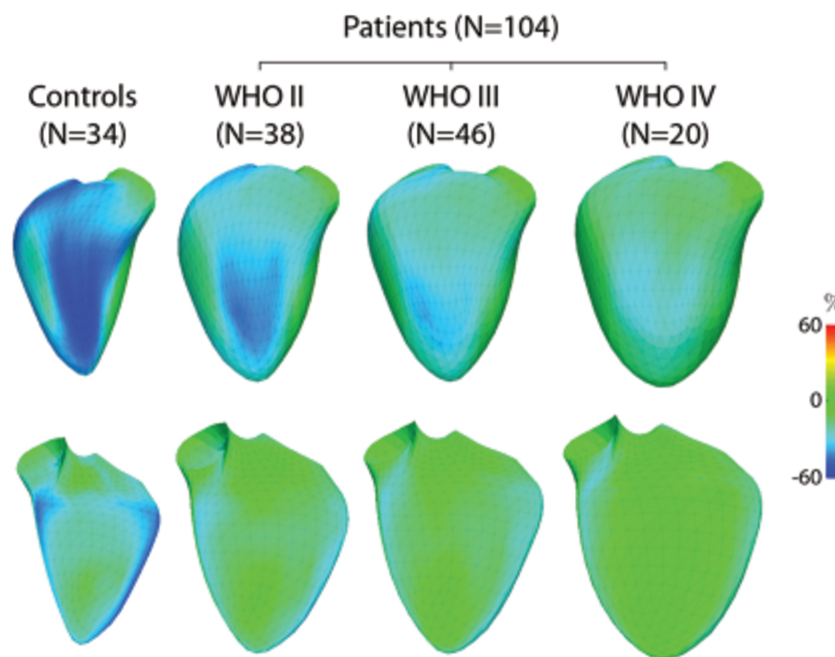 Patients (N=104)
Controls
(N=34)
WHO II
(N=38)
WHO III
(N=46)
WHO IV
(N=20)
%
60
0
-60